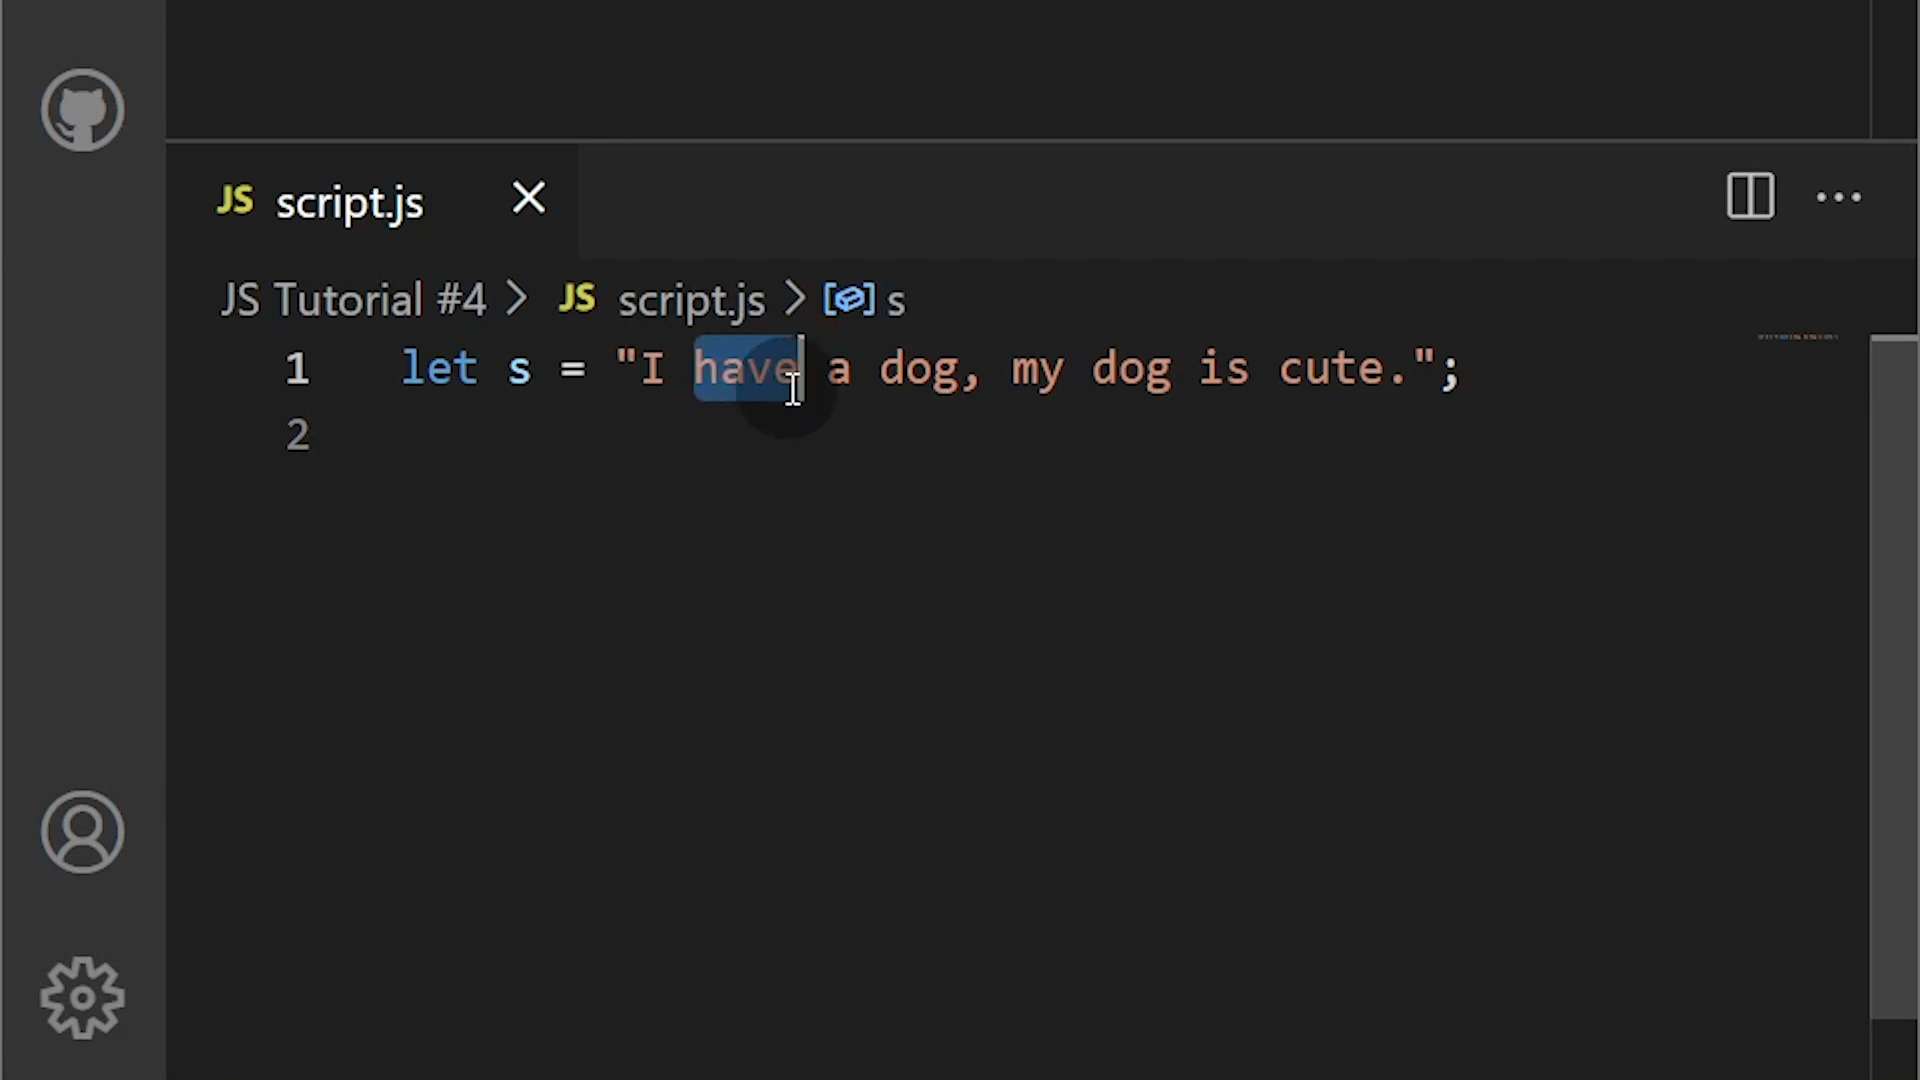 JS script.js
JS Tutorial #4 > JS script.js > s
1 let s = "I have a dog, my dog is cute.";
2